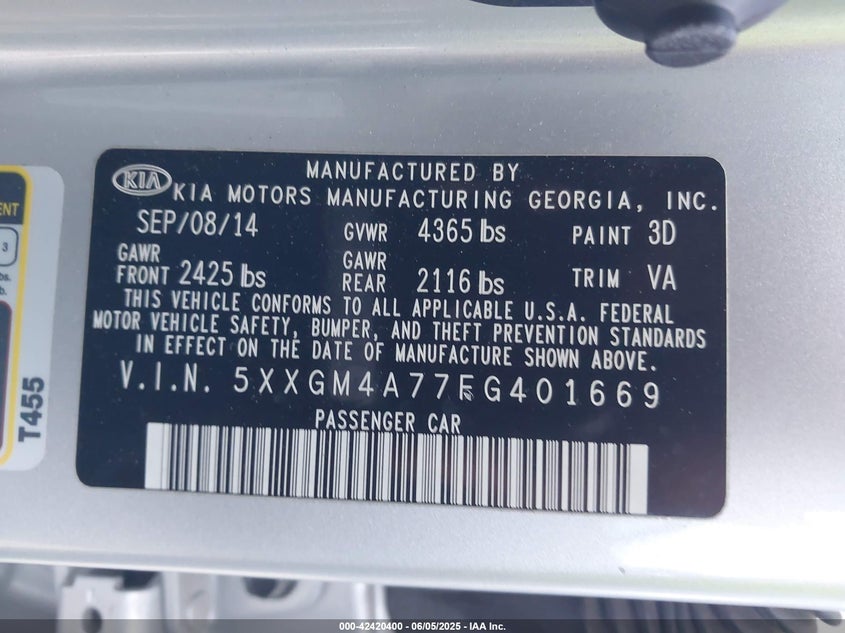 MANUFACTURED BY
KIA
KIA MOTORS MANUFACTURING GEORGIA, INC.
SEP/08/14 GVWR 4365 lbs PAINT 3D
GAWR FRONT 2425 lbs GAWR REAR 2116 lbs TRIM VA
THIS VEHICLE CONFORMS TO ALL APPLICABLE U.S.A. FEDERAL
MOTOR VEHICLE SAFETY, BUMPER, AND THEFT PREVENTION STANDARDS
IN EFFECT ON THE DATE OF MANUFACTURE SHOWN ABOVE.
V.I.N. 5XXGM4A77FG401669
PASSENGER CAR
3
T455
000-42420400 - 06/05/2025 - IAA Inc.